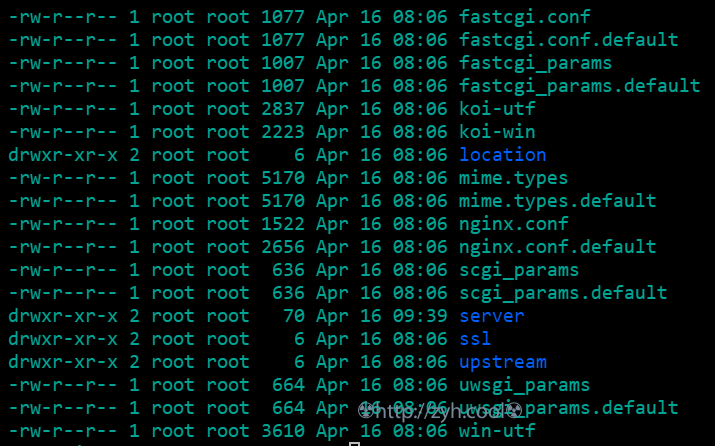 -rw-r--r-- 1 root root 1077 Apr 16 08:06 fastcgi.conf
-rw-r--r-- 1 root root 1077 Apr 16 08:06 fastcgi.conf.default
-rw-r--r-- 1 root root 1007 Apr 16 08:06 fastcgi_params
-rw-r--r-- 1 root root 1007 Apr 16 08:06 fastcgi_params.default
-rw-r--r-- 1 root root 2837 Apr 16 08:06 koi-utf
-rw-r--r-- 1 root root 2223 Apr 16 08:06 koi-win
drwxr-xr-x 2 root root    6 Apr 16 08:06 location
-rw-r--r-- 1 root root 5170 Apr 16 08:06 mime.types
-rw-r--r-- 1 root root 5170 Apr 16 08:06 mime.types.default
-rw-r--r-- 1 root root 1522 Apr 16 08:06 nginx.conf
-rw-r--r-- 1 root root 2656 Apr 16 08:06 nginx.conf.default
-rw-r--r-- 1 root root  636 Apr 16 08:06 scgi_params
-rw-r--r-- 1 root root  636 Apr 16 08:06 scgi_params.default
drwxr-xr-x 2 root root   70 Apr 16 09:39 server
drwxr-xr-x 2 root root    6 Apr 16 08:06 ssl
drwxr-xr-x 2 root root    6 Apr 16 08:06 upstream
-rw-r--r-- 1 root root  664 Apr 16 08:06 uwsgi_params
-rw-r--r-- 1 root root  664 Apr 16 08:06 uwsgi_params.default
☢http://zyh.cool☢
-rw-r--r-- 1 root root 3610 Apr 16 08:06 win-utf